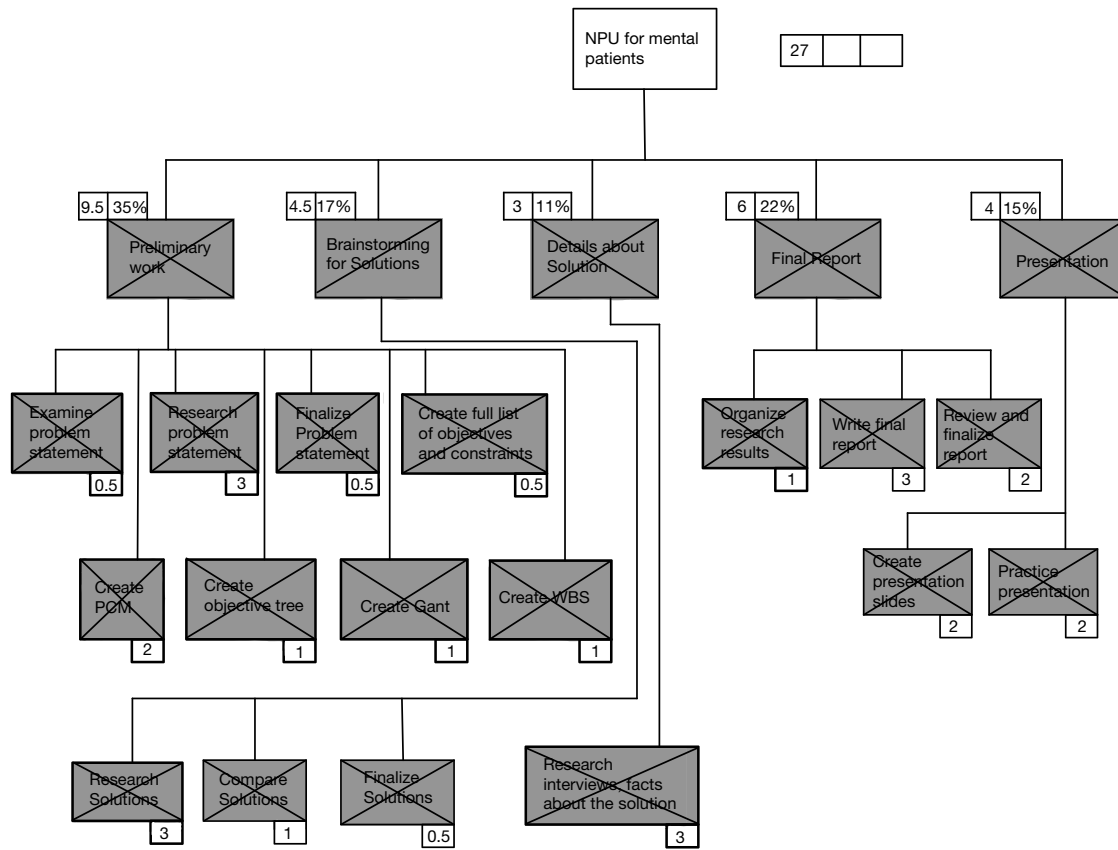 NPU for mental
patients
27
9.5 35%
Preliminary
work
4.5 17%
Brainstorming
for Solutions
3 11%
Details about
Solution
6 22%
Final Report
4 15%
Presentation
Examine
problem
statement
0.5
Research
problem
statement
3
Finalize
Problem
statement
0.5
Create full list
of objectives
and constraints
0.5
Organize
research
results
1
Write final
report
3
Review and
finalize
report
2
Create
PCM
2
Create
objective tree
1
Create Gant
1
Create WBS
1
Create
presentation
slides
2
Practice
presentation
2
Research
Solutions
3
Compare
Solutions
1
Finalize
Solutions
0.5
Research
interviews, facts
about the solution
3